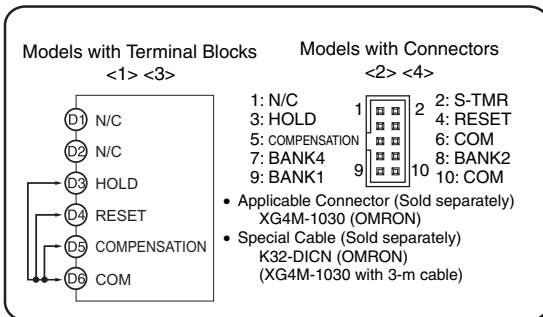 Models with Terminal Blocks
<1> <3>
D1 N/C
D2 N/C
D3 HOLD
D4 RESET
D5 COMPENSATION
D6 COM
Models with Connectors
<2> <4>
1: N/C
3: HOLD
5: COMPENSATION
7: BANK4
9: BANK1
1 2
9 10
2: S-TMR
4: RESET
6: COM
8: BANK2
10: COM
• Applicable Connector (Sold separately)
XG4M-1030 (OMRON)
• Special Cable (Sold separately)
K32-DICN (OMRON)
(XG4M-1030 with 3-m cable)